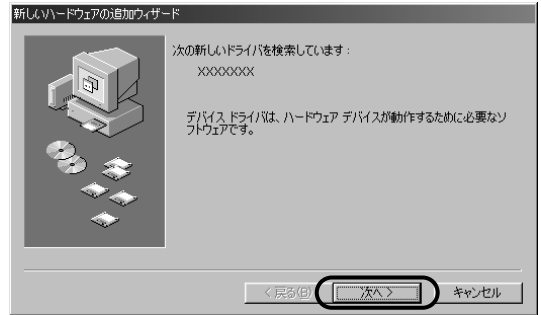 新しいハードウェアの追加ウィザード
次の新しいドライバを検索しています:
XXXXXXX
デバイス ドライバは、ハードウェア デバイスが動作するために必要なソ
フトウェアです。
< 戻る(B)
次へ >
キャンセル